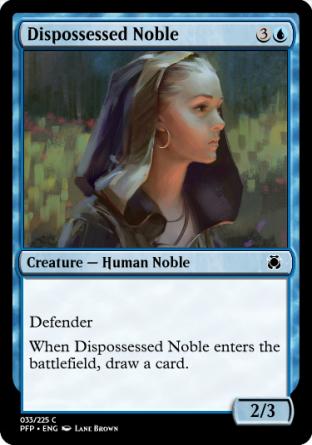 Dispossessed Noble 3
Creature — Human Noble
Defender
When Dispossessed Noble enters the
battlefield, draw a card.
2/3
033/225 C
PFP • ENG Lane Brown